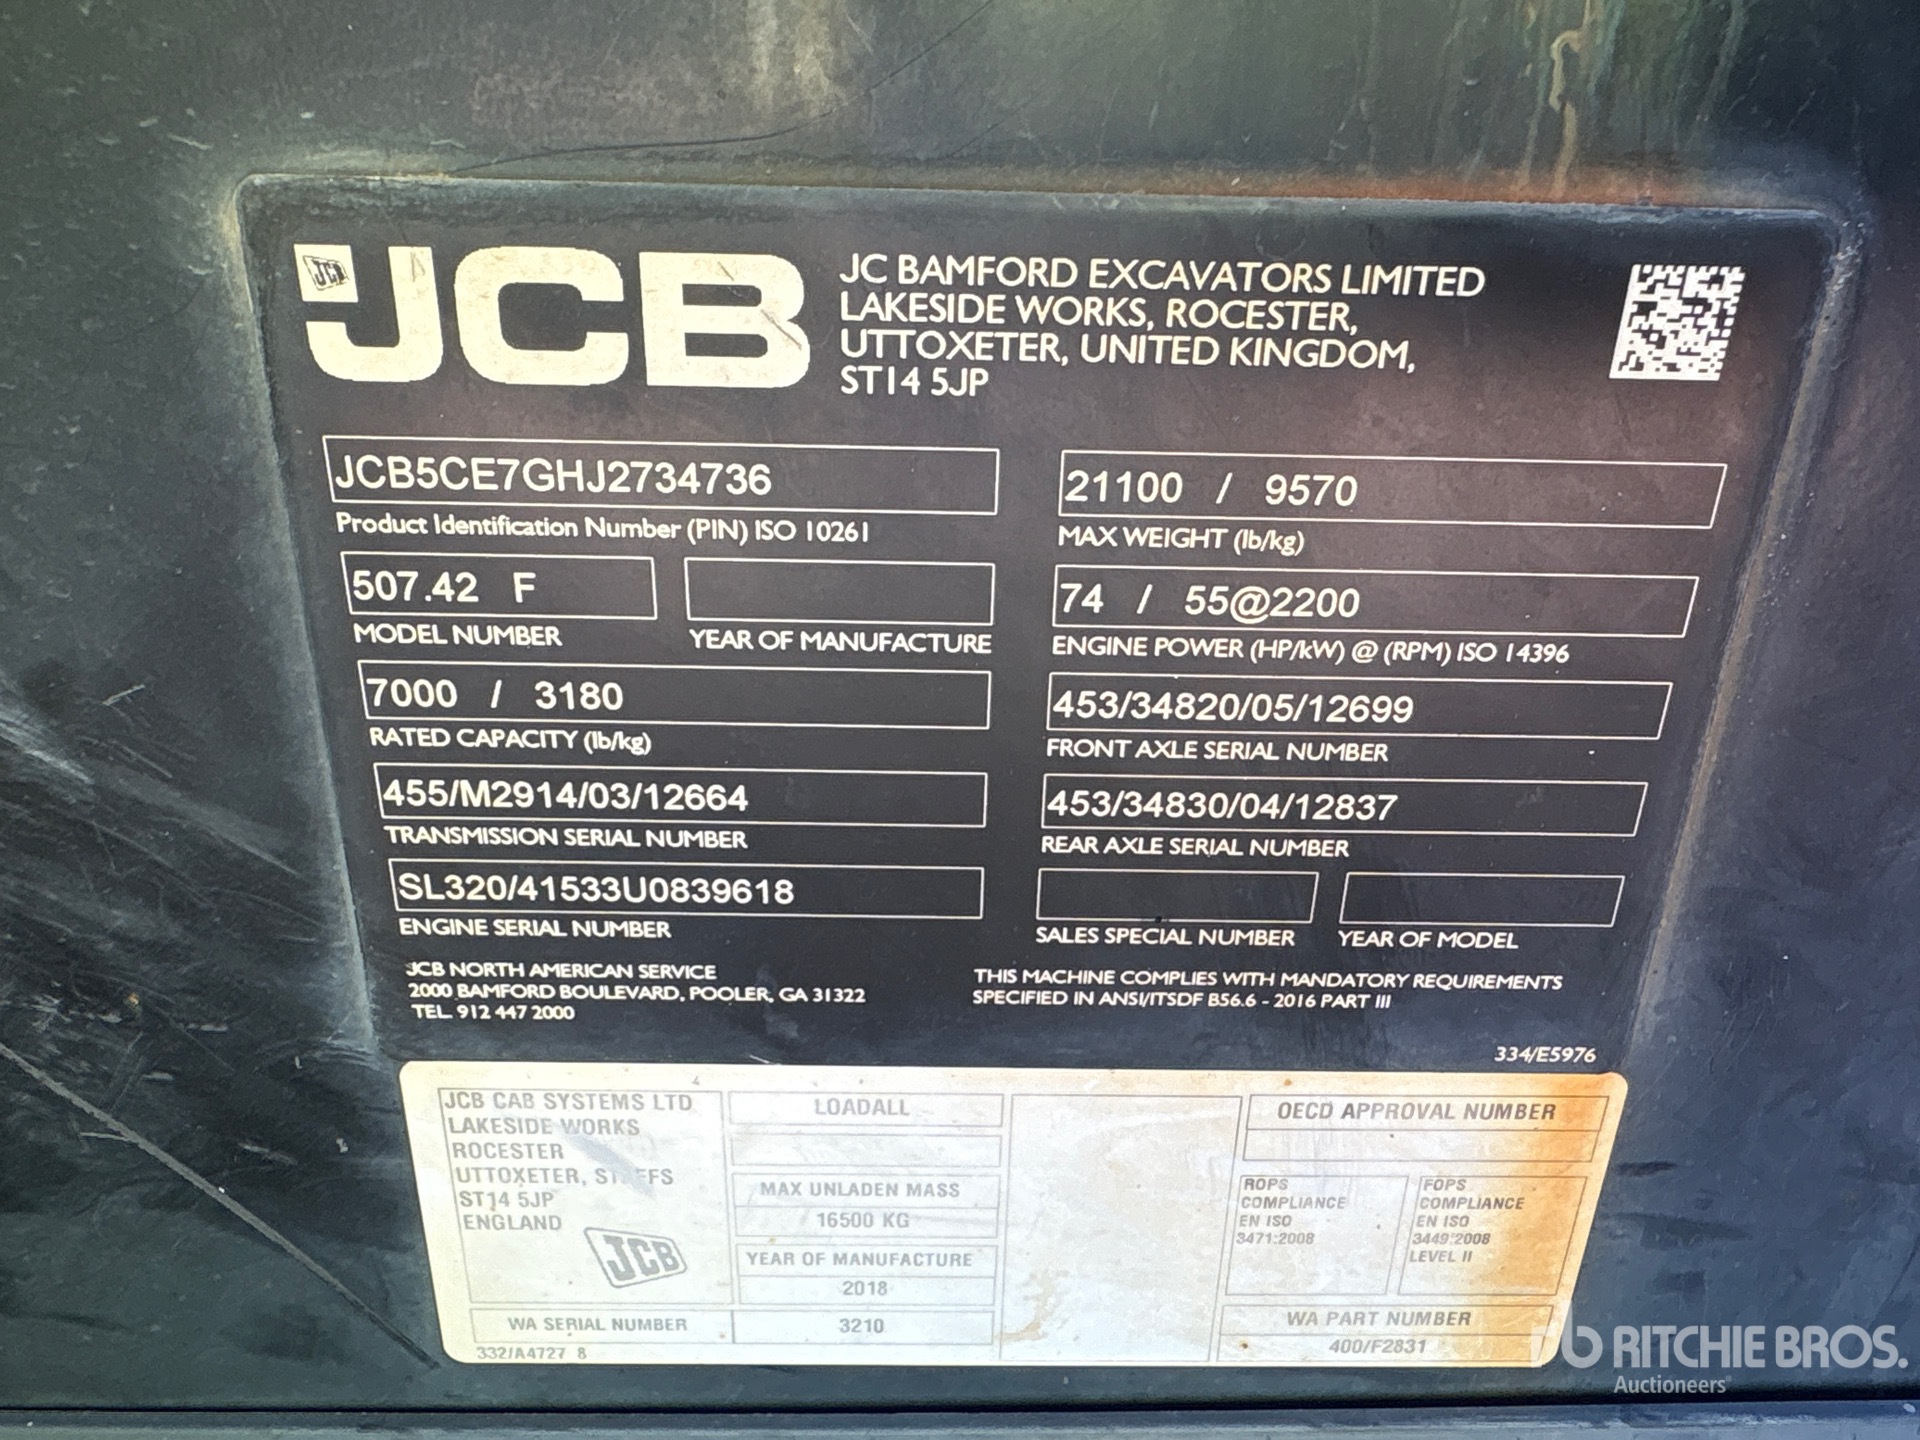 JCB
JCB
JC BAMFORD EXCAVATORS LIMITED
LAKESIDE WORKS, ROCESTER,
UTTOXETER, UNITED KINGDOM,
ST14 5JP
JCB5CE7GHJ2734736
Product Identification Number (PIN) ISO 10261
507.42 F
MODEL NUMBER
YEAR OF MANUFACTURE
7000 / 3180
RATED CAPACITY (lb/kg)
455/M2914/03/12664
TRANSMISSION SERIAL NUMBER
SL320/41533U0839618
ENGINE SERIAL NUMBER
21100 / 9570
MAX WEIGHT (lb/kg)
74 / 55@2200
ENGINE POWER (HP/kW) @ (RPM) ISO 14396
453/34820/05/12699
FRONT AXLE SERIAL NUMBER
453/34830/04/12837
REAR AXLE SERIAL NUMBER
SALES SPECIAL NUMBER
YEAR OF MODEL
JCB NORTH AMERICAN SERVICE
2000 BAMFORD BOULEVARD, POOLER, GA 31322
TEL. 912 447 2000
THIS MACHINE COMPLIES WITH MANDATORY REQUIREMENTS
SPECIFIED IN ANSI/ITSDF B56.6 - 2016 PART III
334/E5976
JCB CAB SYSTEMS LTD
LAKESIDE WORKS
ROCESTER
UTTOXETER,
ST14 5JP
ENGLAND
JCB
WA SERIAL NUMBER
332/A4727 8
LOADALL
MAX UNLADEN MASS
16500 KG
YEAR OF MANUFACTURE
2018
3210
OECD APPROVAL NUMBER
ROPS
COMPLIANCE
EN ISO
3471:2008
FOPS
COMPLIANCE
EN ISO
3449:2008
LEVEL II
WA PART NUMBER
400/F2831
RITCHIE BROS.
Auctioneers